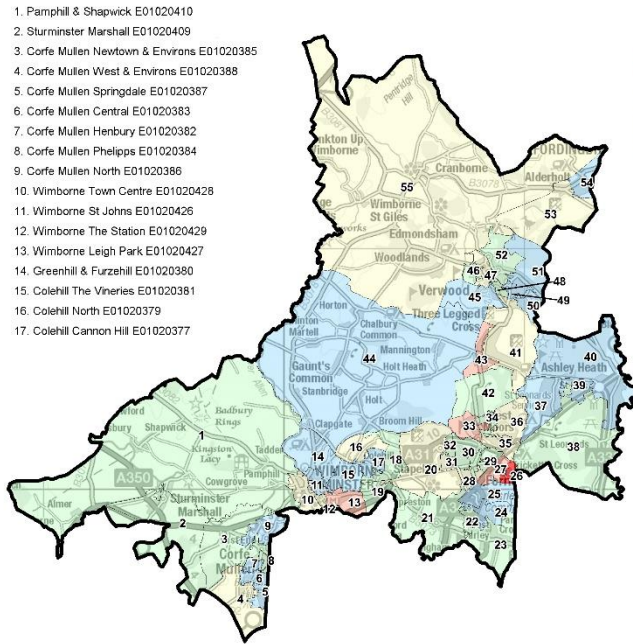 1. Pamphill & Shapwick E01020410
2. Sturminster Marshall E01020409
3. Corfe Mullen Newtown & Environs E01020385
4. Corfe Mullen West & Environs E01020388
5. Corfe Mullen Springdale E01020387
6. Corfe Mullen Central E01020383
7. Corfe Mullen Henbury E01020382
8. Corfe Mullen Phelipps E01020384
9. Corfe Mullen North E01020386
10. Wimborne Town Centre E01020428
11. Wimborne St Johns E01020426
12. Wimborne The Station E01020429
13. Wimborne Leigh Park E01020427
14. Greenhill & Furzehill E01020380
15. Colehill The Vineries E01020381
16. Colehill North E01020379
17. Colehill Cannon Hill E01020377
Pentridge
Hill
Cranborne
B3078
Alderholt
54
55
53
Wimborne
St Giles
Edmondsham
Woodlands
52
46
47
51
48
49
Verwood
45
50
Three Legged
Cross
Horton
Chalbury
Common
44
Mannington
43
41
40
Ashley Heath
39
Gaunt's
Common
Holt Heath
Stanbridge
Holt
42
37
36
34
33
38
Clapgate
Broom Hill
35
Badbury
Rings
Shapwick
1
Kingston
Lacy
14
16
17
18
32
31
30
29
27
26
A31
20
28
15
11
10
12
13
19
A350
Cowgrove
Pamphill
Almer
Sturminster
Marshall
2
3
9
21
22
25
24
23
Corfe
7
8
6
4
5